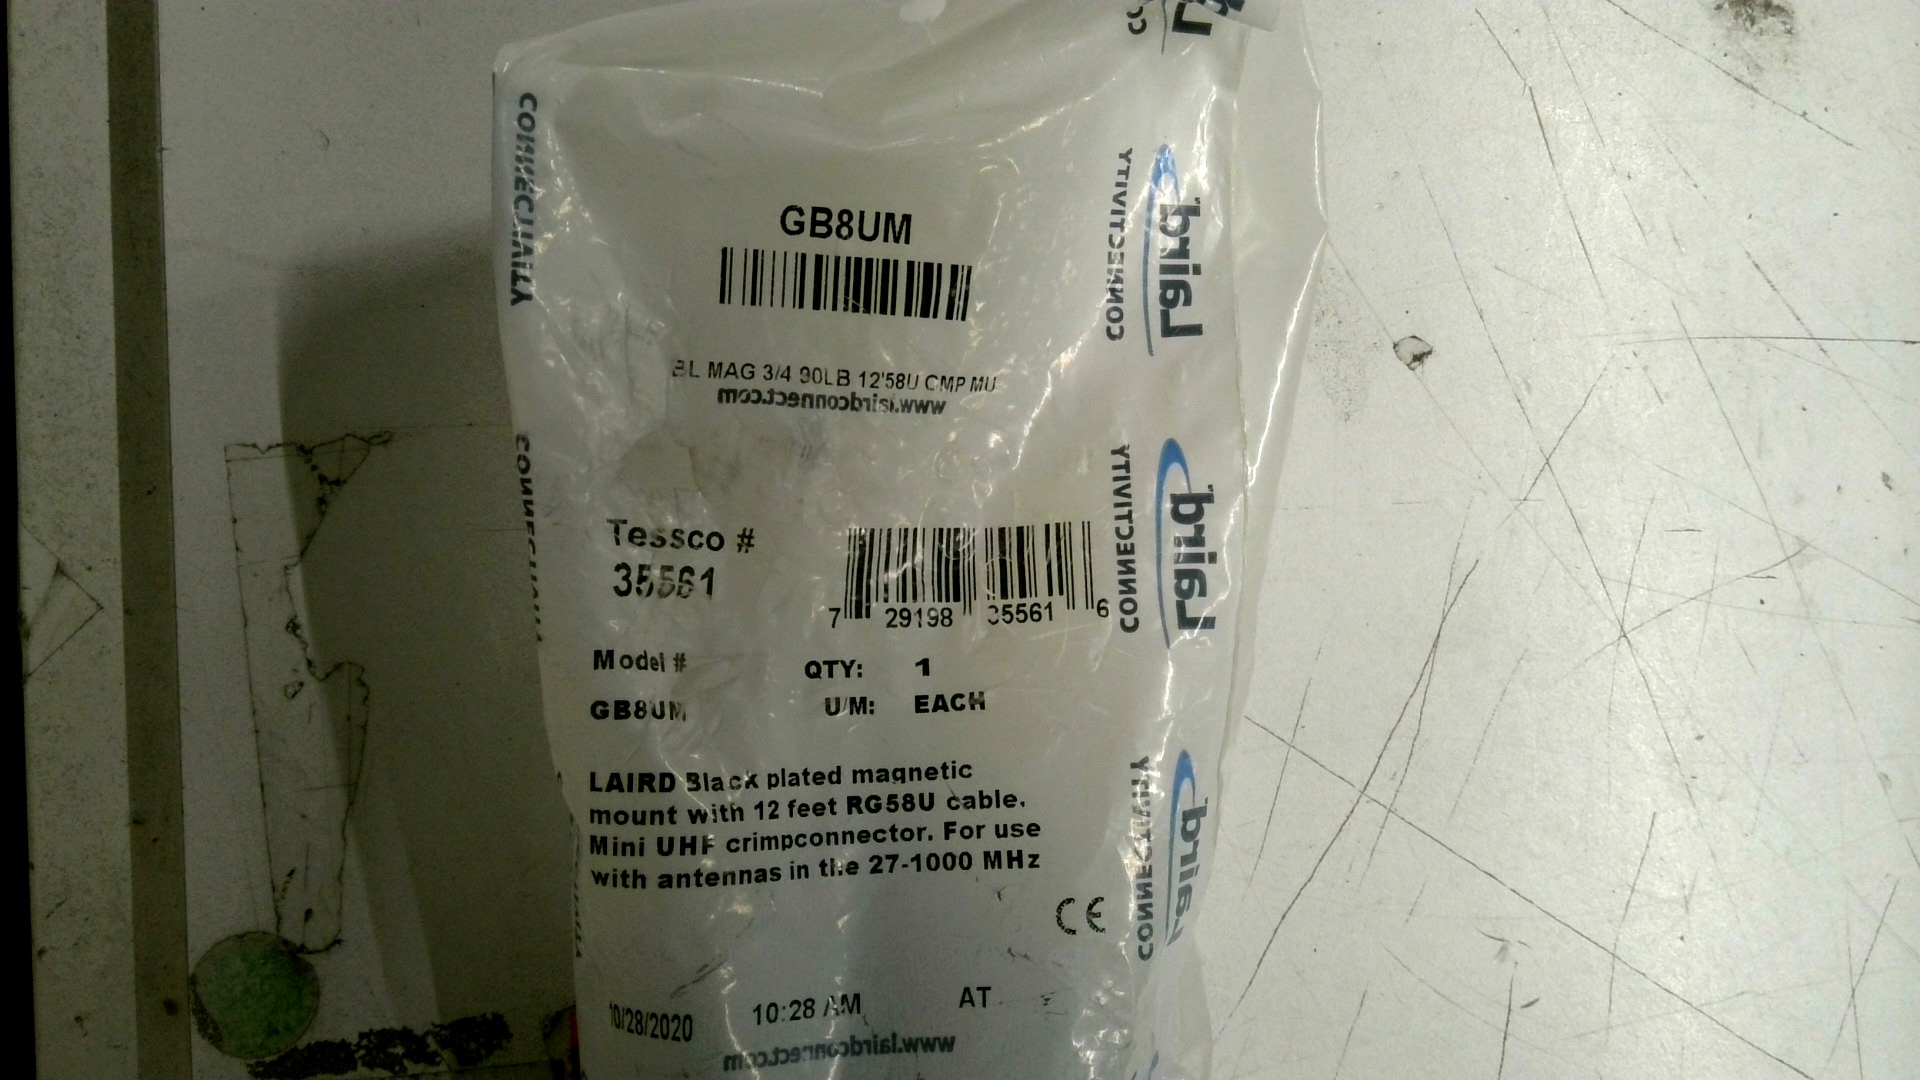 GB8UM
BL MAG 3/4 90LB 12'58U CMP MU
www.lairdconnect.com
Tessco #
35561
7 29198 35561 6
Model #
QTY: 1
GB8UM
U/M: EACH
LAIRD Black plated magnetic
mount with 12 feet RG58U cable.
Mini UHF crimpconnector. For use
with antennas in the 27-1000 MHz
CE
10/28/2020 10:28 AM AT
www.lairdconnect.com
Laird
CONNECTIVITY
Laird
CONNECTIVITY
Laird
CONNECTIVITY
CONNECTIVITY